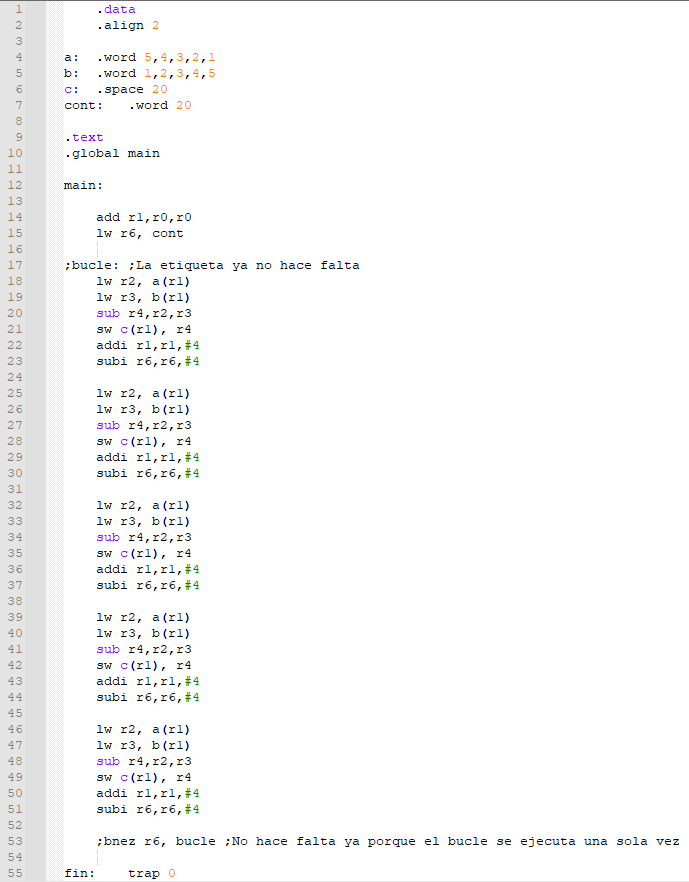 1 .data
2 .align 2
3
4 a: .word 5,4,3,2,1
5 b: .word 1,2,3,4,5
6 c: .space 20
7 cont: .word 20
8
9 .text
10 .global main
11
12 main:
13
14 add r1,r0,r0
15 lw r6, cont
16
17 ;bucle: ;La etiqueta ya no hace falta
18 lw r2, a(r1)
19 lw r3, b(r1)
20 sub r4,r2,r3
21 sw c(r1), r4
22 addi r1,r1,#4
23 subi r6,r6,#4
24
25 lw r2, a(r1)
26 lw r3, b(r1)
27 sub r4,r2,r3
28 sw c(r1), r4
29 addi r1,r1,#4
30 subi r6,r6,#4
31
32 lw r2, a(r1)
33 lw r3, b(r1)
34 sub r4,r2,r3
35 sw c(r1), r4
36 addi r1,r1,#4
37 subi r6,r6,#4
38
39 lw r2, a(r1)
40 lw r3, b(r1)
41 sub r4,r2,r3
42 sw c(r1), r4
43 addi r1,r1,#4
44 subi r6,r6,#4
45
46 lw r2, a(r1)
47 lw r3, b(r1)
48 sub r4,r2,r3
49 sw c(r1), r4
50 addi r1,r1,#4
51 subi r6,r6,#4
52
53 ;bnez r6, bucle ;No hace falta ya porque el bucle se ejecuta una sola vez
54
55 fin: trap 0